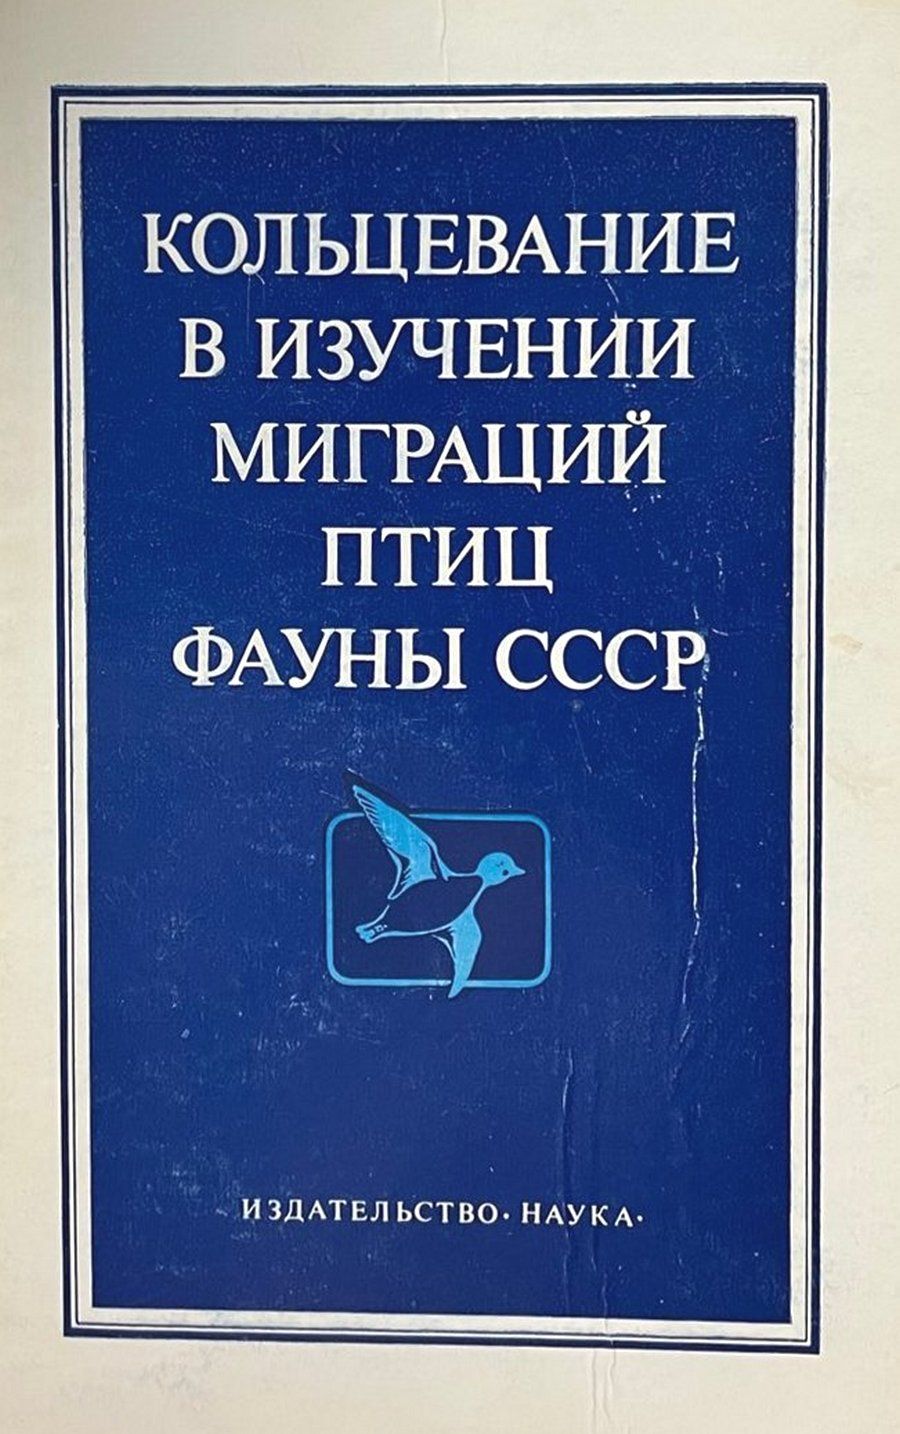 КОЛЬЦЕВАНИЕ
В ИЗУЧЕНИИ
МИГРАЦИЙ
ПТИЦ
ФАУНЫ СССР
ИЗДАТЕЛЬСТВО · НАУКА ·